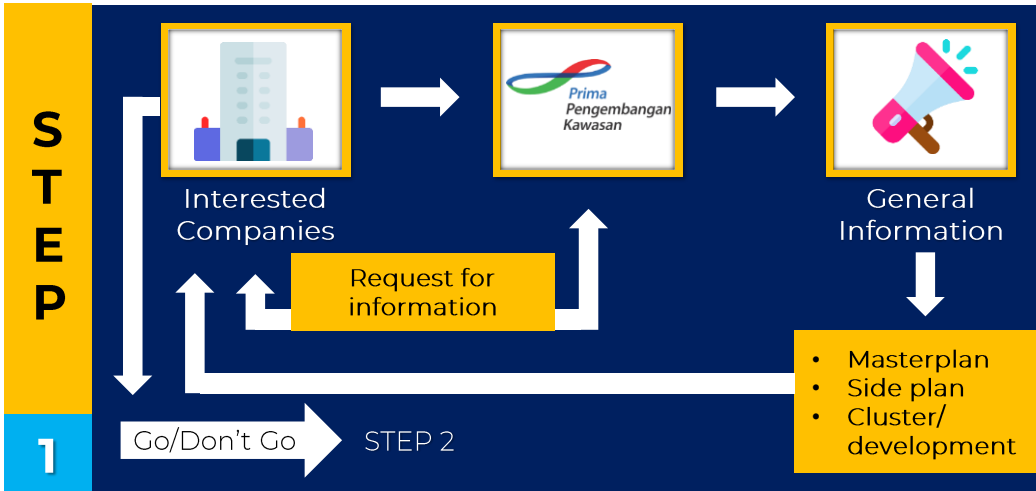 STEP
1
Interested
Companies
Prima
Pengembangan
Kawasan
General
Information
Request for
information
• Masterplan
• Side plan
• Cluster/
development
Go/Don't Go
STEP 2